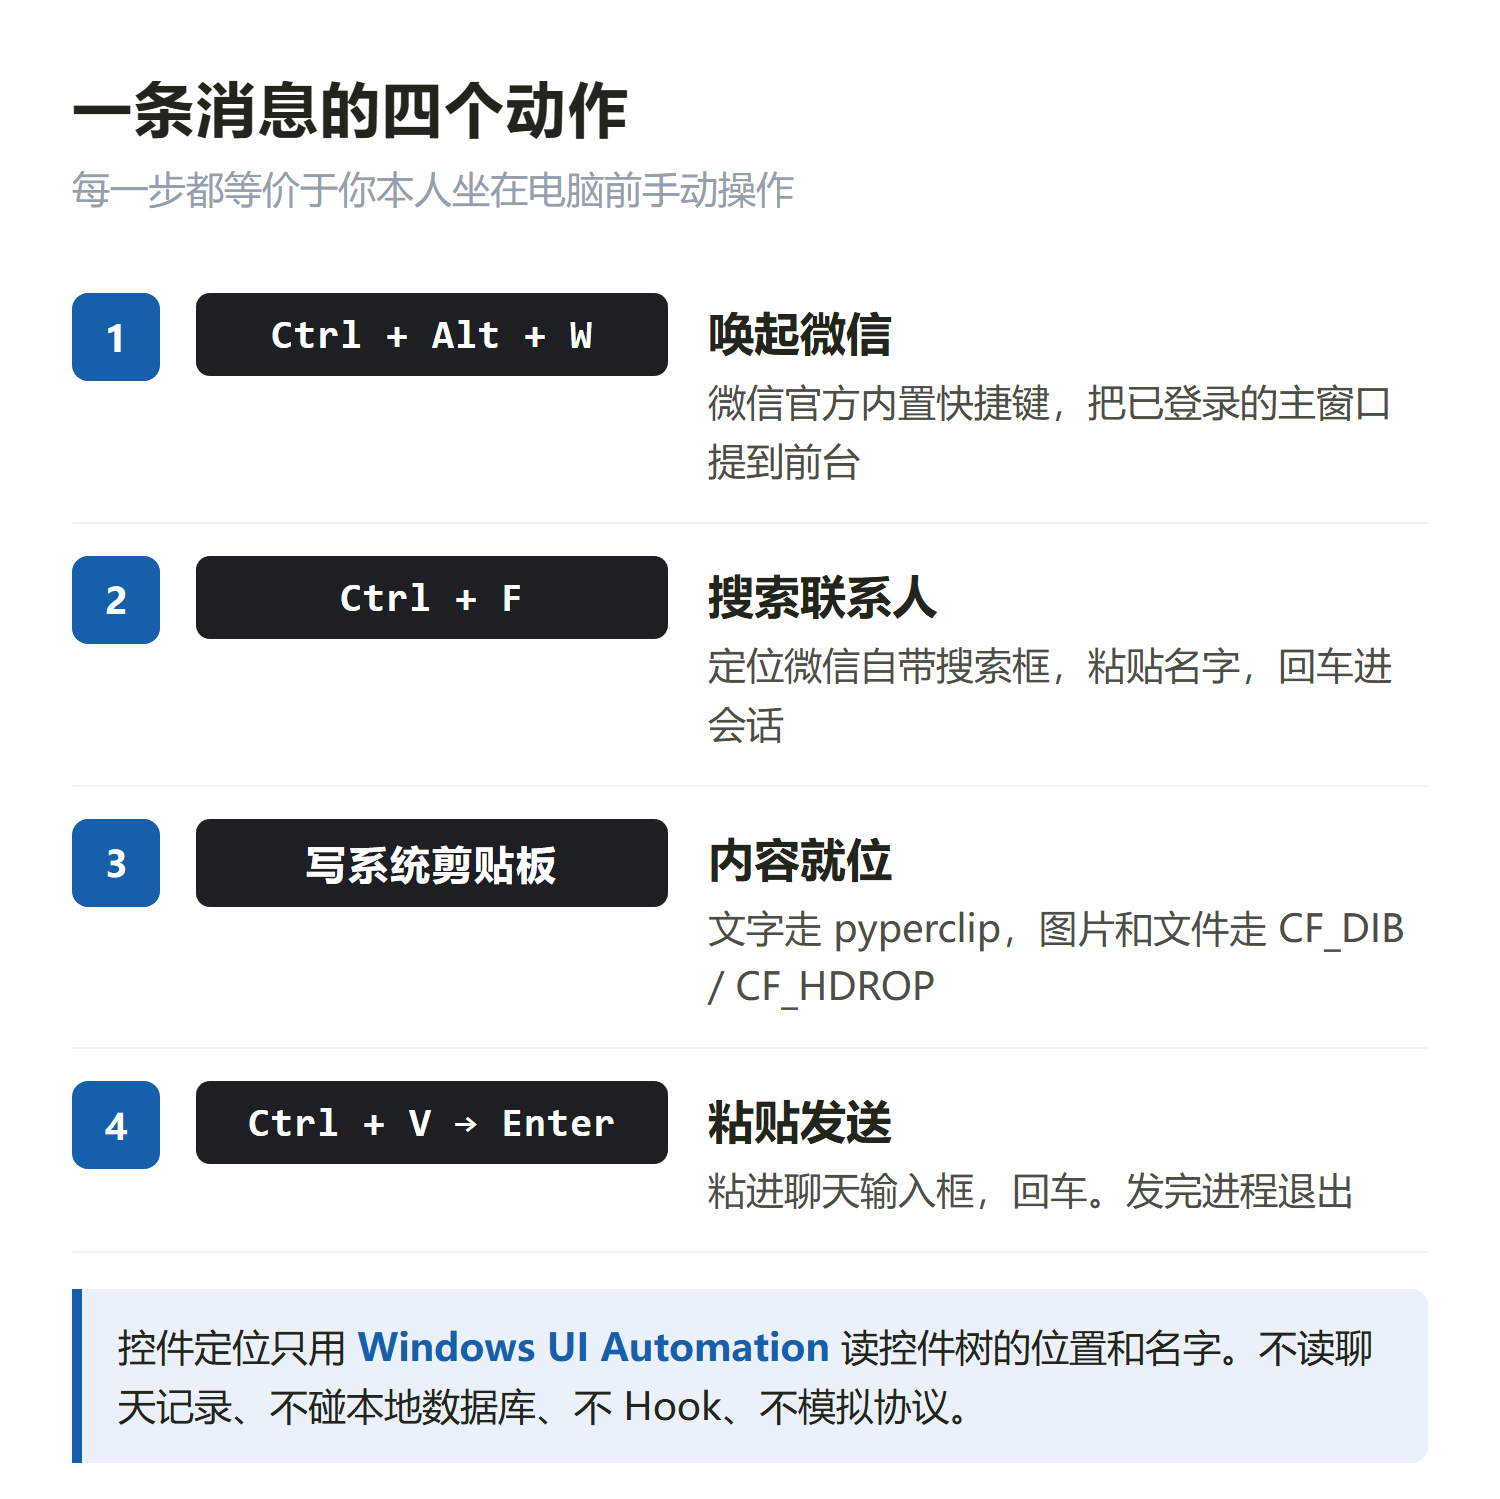 一条消息的四个动作
每一步都等价于你本人坐在电脑前手动操作
1
Ctrl + Alt + W
唤起微信
微信官方内置快捷键，把已登录的主窗口
提到前台
2
Ctrl + F
搜索联系人
定位微信自带搜索框，粘贴名字，回车进
会话
3
写系统剪贴板
内容就位
文字走 pyperclip，图片和文件走 CF_DIB
/ CF_HDROP
4
Ctrl + V → Enter
粘贴发送
粘进聊天输入框，回车。发完进程退出
控件定位只用 Windows UI Automation 读控件树的位置和名字。不读聊
天记录、不碰本地数据库、不 Hook、不模拟协议。